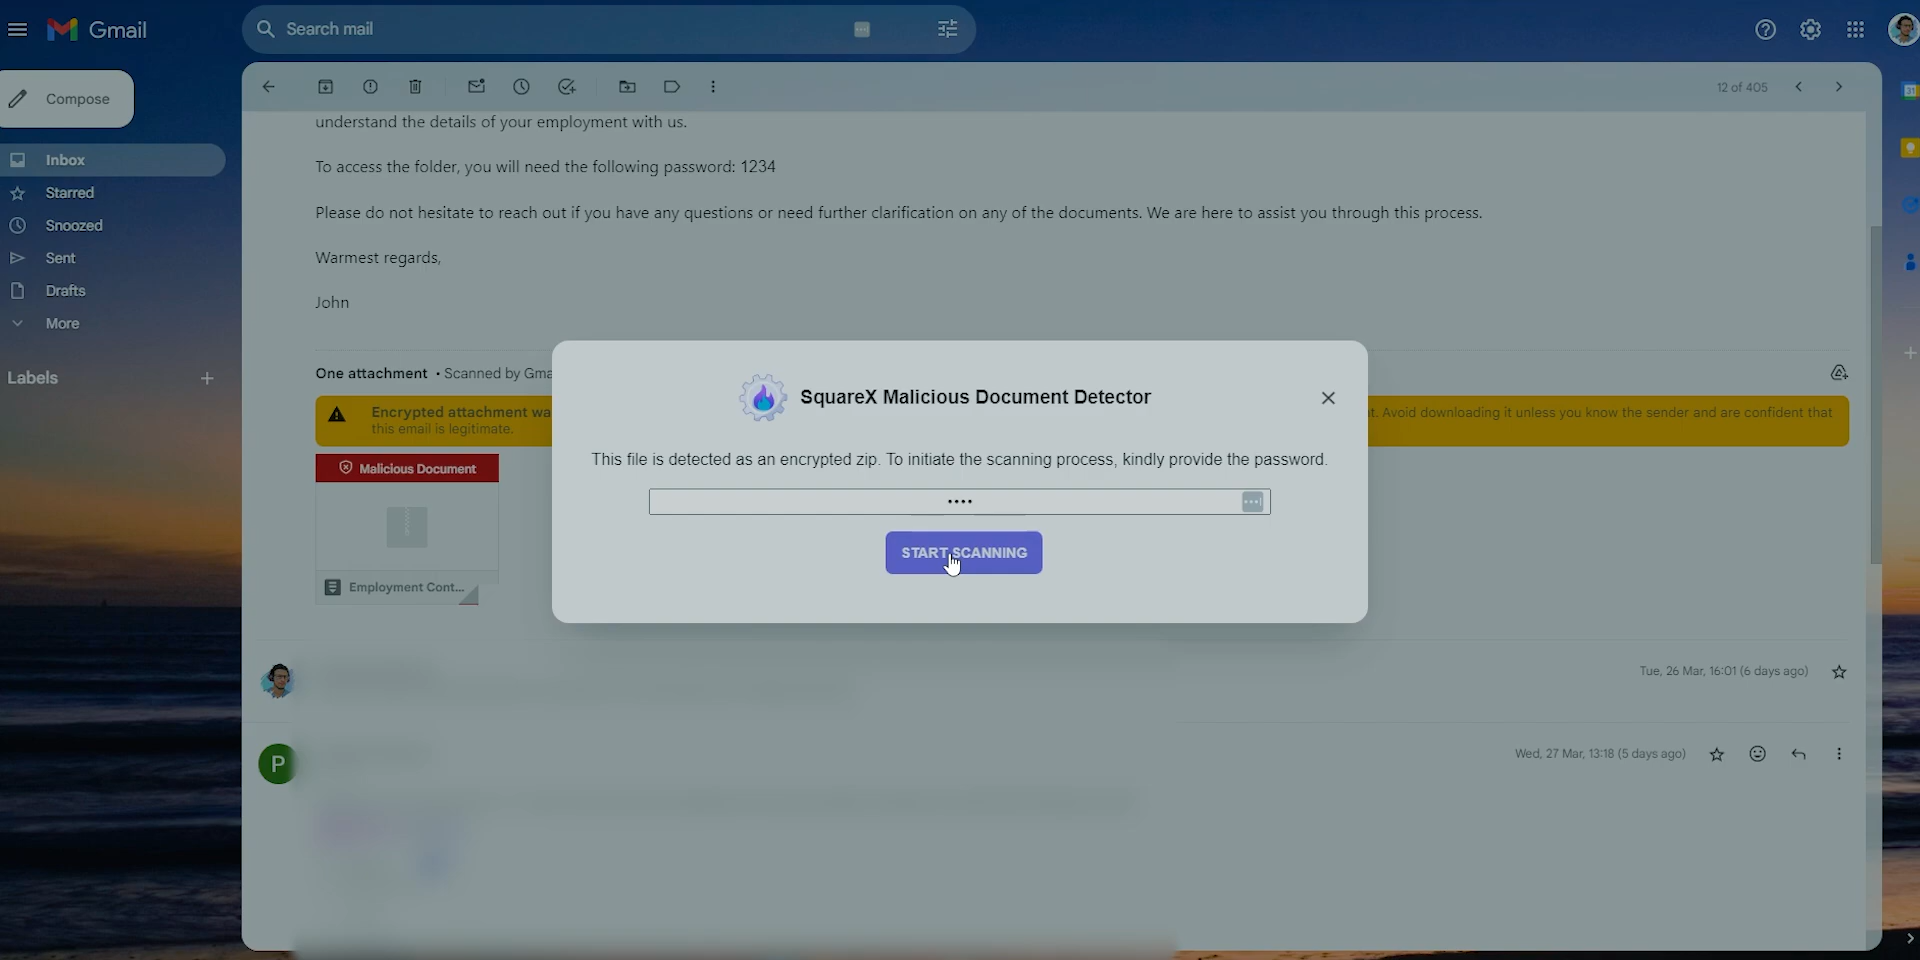 Gmail
Search mail
Compose
12 of 405
Inbox
Starred
Snoozed
Sent
Drafts
More
Labels
understand the details of your employment with us.
To access the folder, you will need the following password: 1234
Please do not hesitate to reach out if you have any questions or need further clarification on any of the documents. We are here to assist you through this process.
Warmest regards,
John
One attachment • Scanned by Gma
Encrypted attachment wa
t. Avoid downloading it unless you know the sender and are confident that
this email is legitimate.
Malicious Document
Employment Cont...
SquareX Malicious Document Detector
This file is detected as an encrypted zip. To initiate the scanning process, kindly provide the password.
••••
START SCANNING
Tue, 26 Mar, 16:01 (6 days ago)
P
Wed, 27 Mar, 13:18 (5 days ago)
31